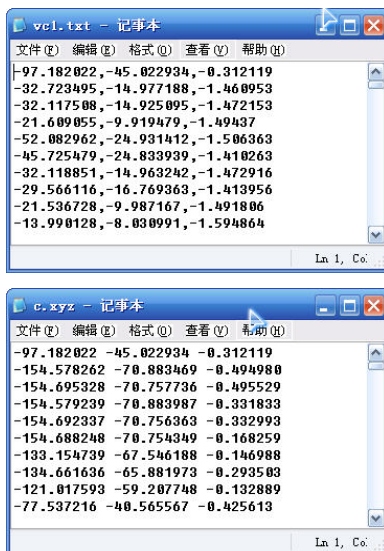 vcl.txt - 记事本
文件(F) 编辑(E) 格式(O) 查看(V) 帮助(H)
-97.182022,-45.022934,-0.312119
-32.723495,-14.977188,-1.460953
-32.117508,-14.925095,-1.472153
-21.609055,-9.919479,-1.49437
-52.082962,-24.931412,-1.506363
-45.725479,-24.833939,-1.410263
-32.118851,-14.963242,-1.472916
-29.566116,-16.769363,-1.413956
-21.536728,-9.987167,-1.491806
-13.990128,-8.030991,-1.594864
Ln 1, Co
c.xyz - 记事本
文件(F) 编辑(E) 格式(O) 查看(V) 帮助(H)
-97.182022 -45.022934 -0.312119
-154.578262 -70.883469 -0.494980
-154.695328 -70.757736 -0.495529
-154.579239 -70.883987 -0.331833
-154.692337 -70.756363 -0.332993
-154.688248 -70.754349 -0.168259
-133.154739 -67.546188 -0.146988
-134.661636 -65.881973 -0.293503
-121.017593 -59.207748 -0.132889
-77.537216 -40.565567 -0.425613
Ln 1, Co